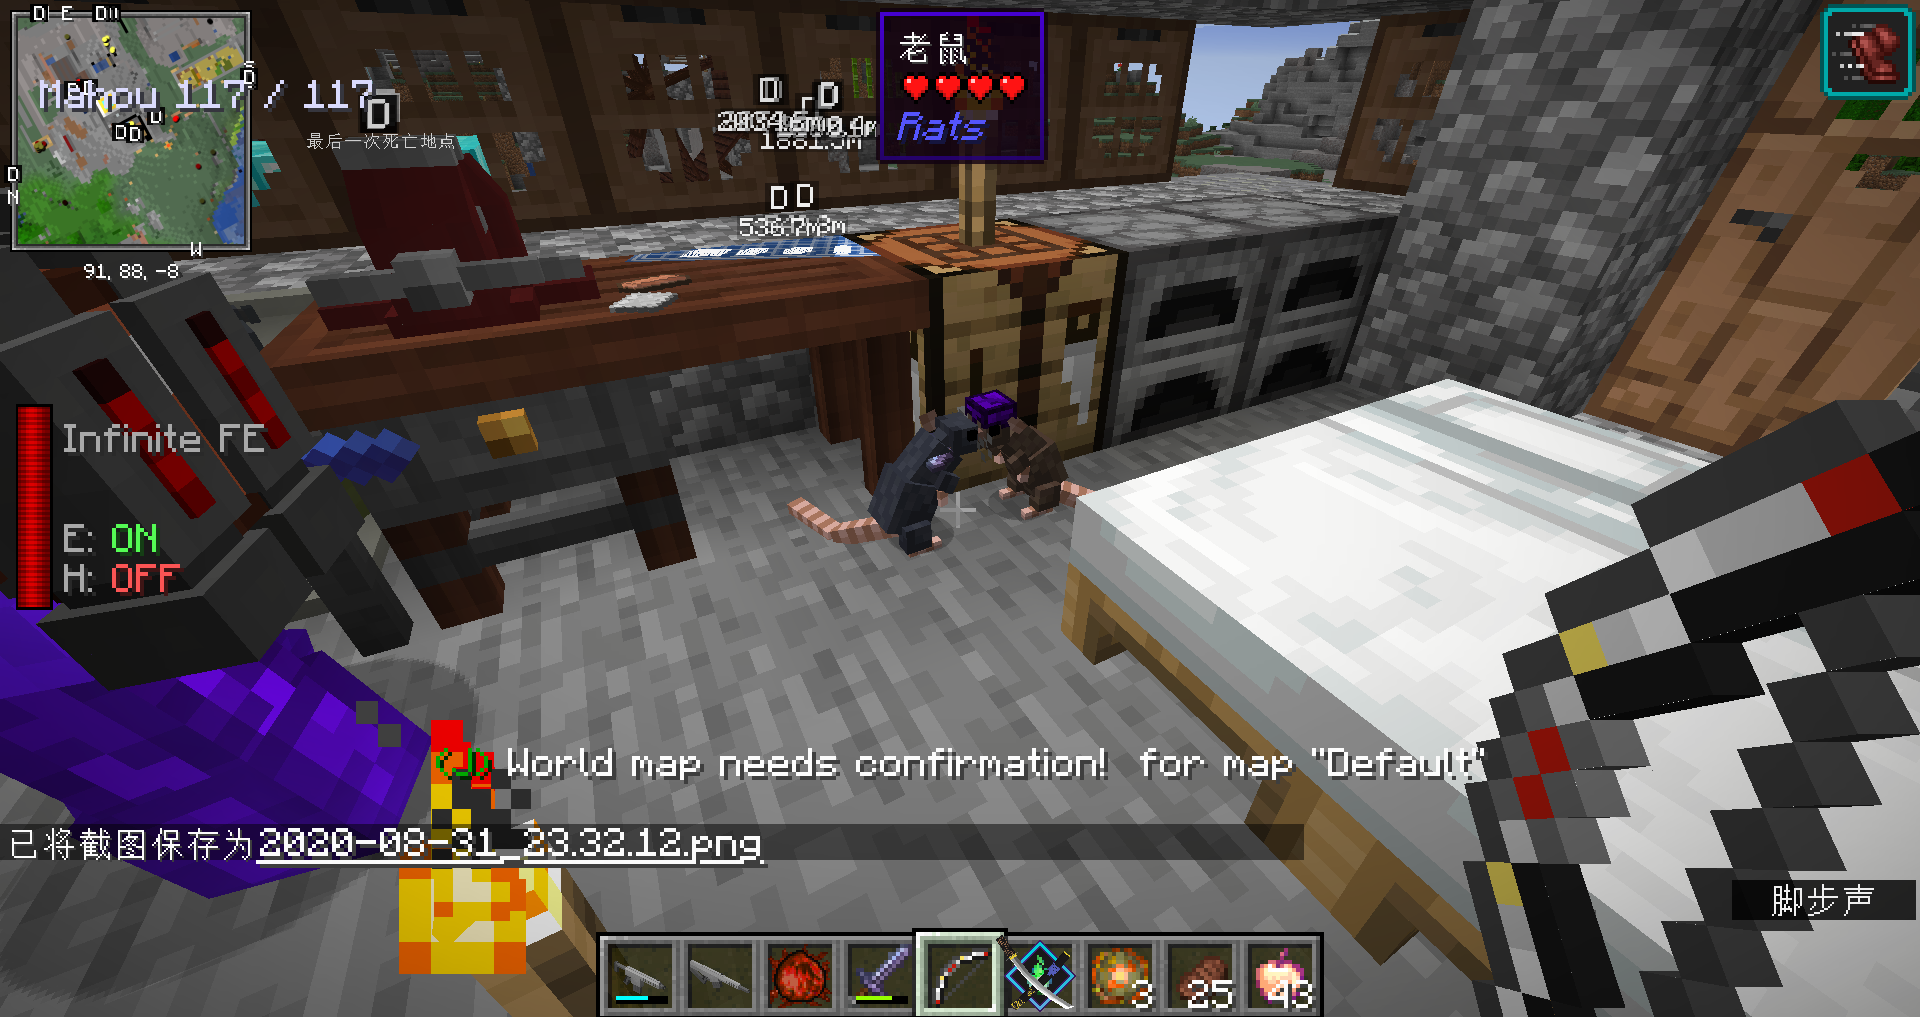 D E D
D
Mahou 117 / 117
D
最后一次死亡地点
D D
D D
D
N
W
91, 88, -8
老鼠
Rats
Infinite FE
E: ON
H: OFF
World map needs confirmation!  for map "Default"
已将截图保存为2020-08-31_23.32.12.png
脚步声
3 25 43